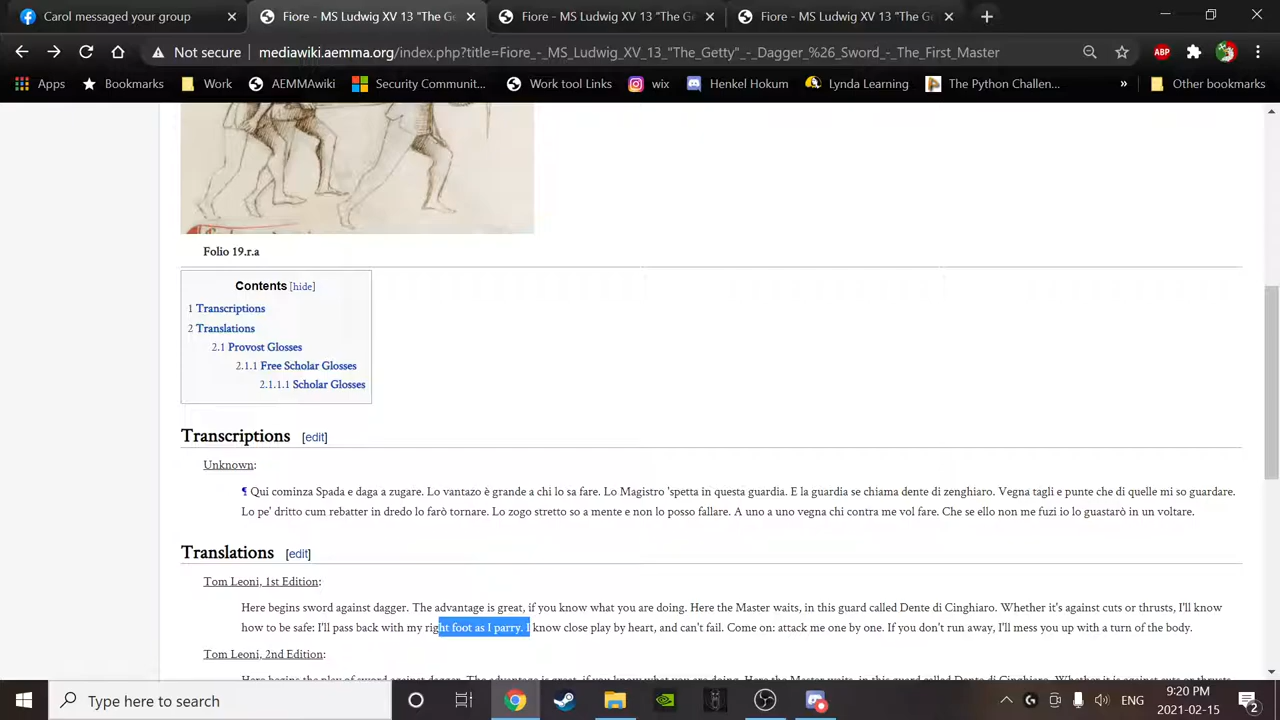 Carol messaged your group
Fiore - MS Ludwig XV 13 "The Get
Fiore - MS Ludwig XV 13 "The Ge
Fiore - MS Ludwig XV 13 "The Ge
Not secure
mediawiki.aemma.org/index.php?title=Fiore_-_MS_Ludwig_XV_13_"The_Getty"_-_Dagger_%26_Sword_-_The_First_Master
ABP
Apps
Bookmarks
Work
AEMMAwiki
Security Communit...
Work tool Links
wix
Henkel Hokum
Lynda Learning
The Python Challen...
»
Other bookmarks
Folio 19.r.a
Contents [hide]
1 Transcriptions
2 Translations
2.1 Provost Glosses
2.1.1 Free Scholar Glosses
2.1.1.1 Scholar Glosses
Transcriptions [edit]
Unknown:
¶ Qui cominza Spada e daga a zugare. Lo vantazo è grande a chi lo sa fare. Lo Magistro 'spetta in questa guardia. E la guardia se chiama dente di zenghiaro. Vegna tagli e punte che di quelle mi so guardare.
Lo pe' dritto cum rebatter in dredo lo farò tornare. Lo zogo stretto so a mente e non lo posso fallare. A uno a uno vegna chi contra me vol fare. Che se ello non me fuzi io lo guastarò in un voltare.
Translations [edit]
Tom Leoni, 1st Edition:
Here begins sword against dagger. The advantage is great, if you know what you are doing. Here the Master waits, in this guard called Dente di Cinghiaro. Whether it's against cuts or thrusts, I'll know
how to be safe: I'll pass back with my right foot as I parry. I know close play by heart, and can't fail. Come on: attack me one by one. If you don't run away, I'll mess you up with a turn of the body.
Tom Leoni, 2nd Edition:
Type here to search
ENG
9:20 PM
2021-02-15
2